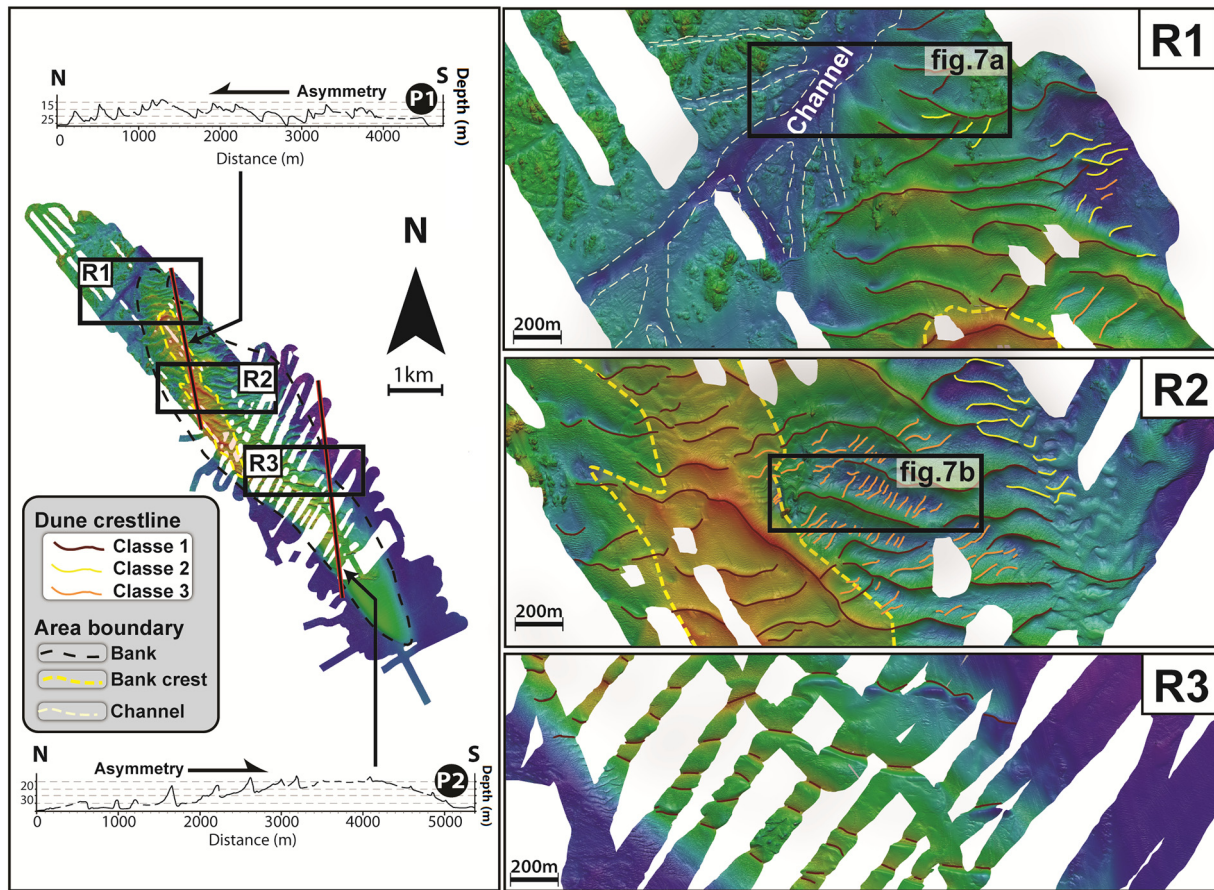 N
S
Asymmetry
P1
Depth (m)
15
25
0
1000
2000
3000
4000
Distance (m)
N
1km
R1
R2
R3
Dune crestline
Classe 1
Classe 2
Classe 3
Area boundary
Bank
Bank crest
Channel
N
S
Asymmetry
P2
Depth (m)
20
30
0
1000
2000
3000
4000
5000
Distance (m)
R1
fig.7a
Channel
200m
R2
fig.7b
200m
R3
200m